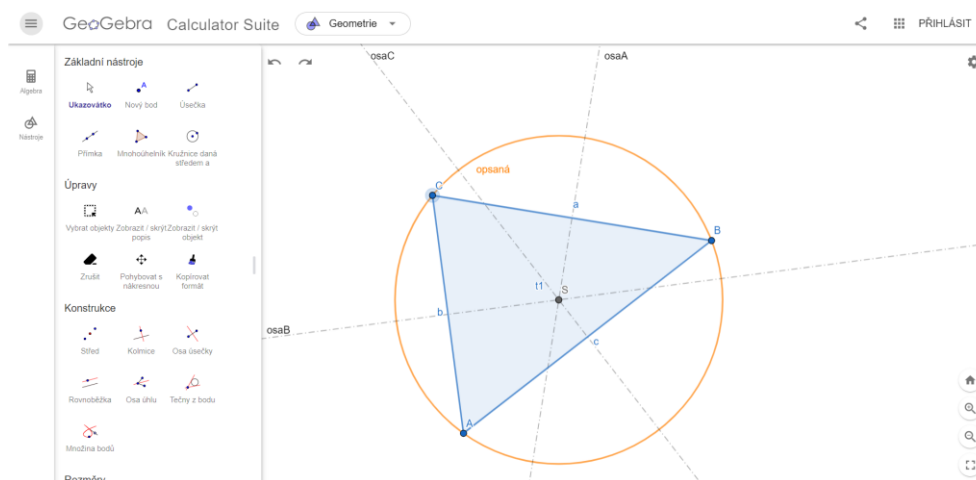 GeoGebra Calculator Suite
Geometrie
PŘIHLÁSIT
Algebra
Nástroje
Základní nástroje
Ukazovátko
Nový bod
Úsečka
Přímka
Mnohoúhelník
Kružnice daná
středem a
Úpravy
Vybrat objekty
Zobrazit / skrýt
popis
Zobrazit / skrýt
objekt
Zrušit
Pohybovat s
nákresnou
Kopírovat
formát
Konstrukce
Střed
Kolmice
Osa úsečky
Rovnoběžka
Osa úhlu
Tečny z bodu
Množina bodů
Rozměry
osaC
osaA
opsaná
C
a
B
t1
S
b
osaB
c
A